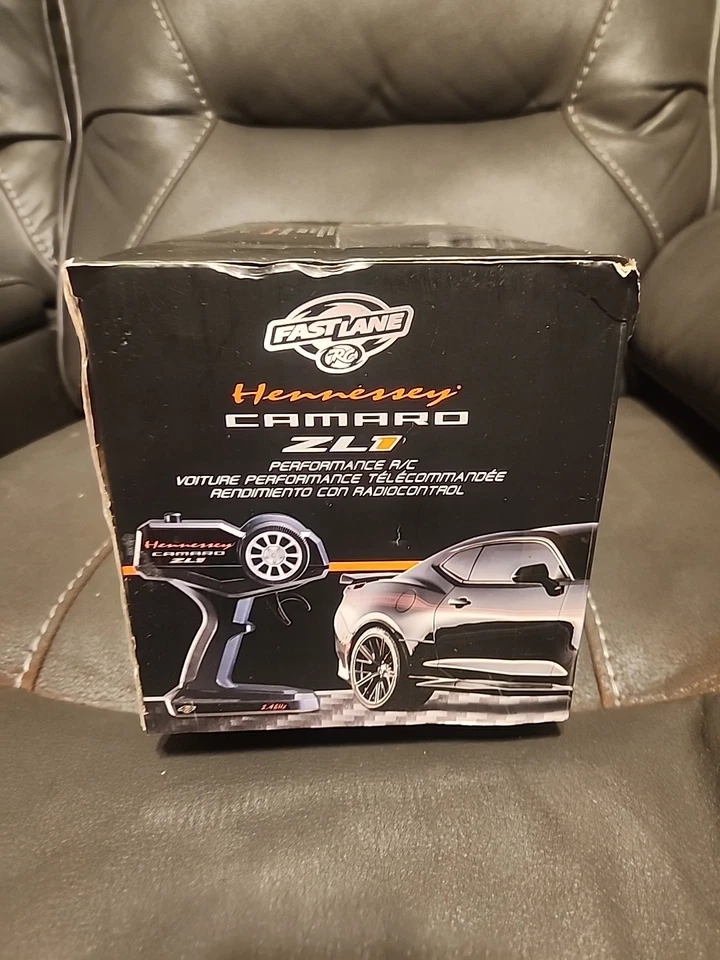 FAST LANE
RC
Hennessey
CAMARO
ZL1
PERFORMANCE R/C
VOITURE PERFORMANCE TÉLÉCOMMANDÉE
RENDIMIENTO CON RADIOCONTROL
Hennessey
CAMARO
ZL1
2.4GHz